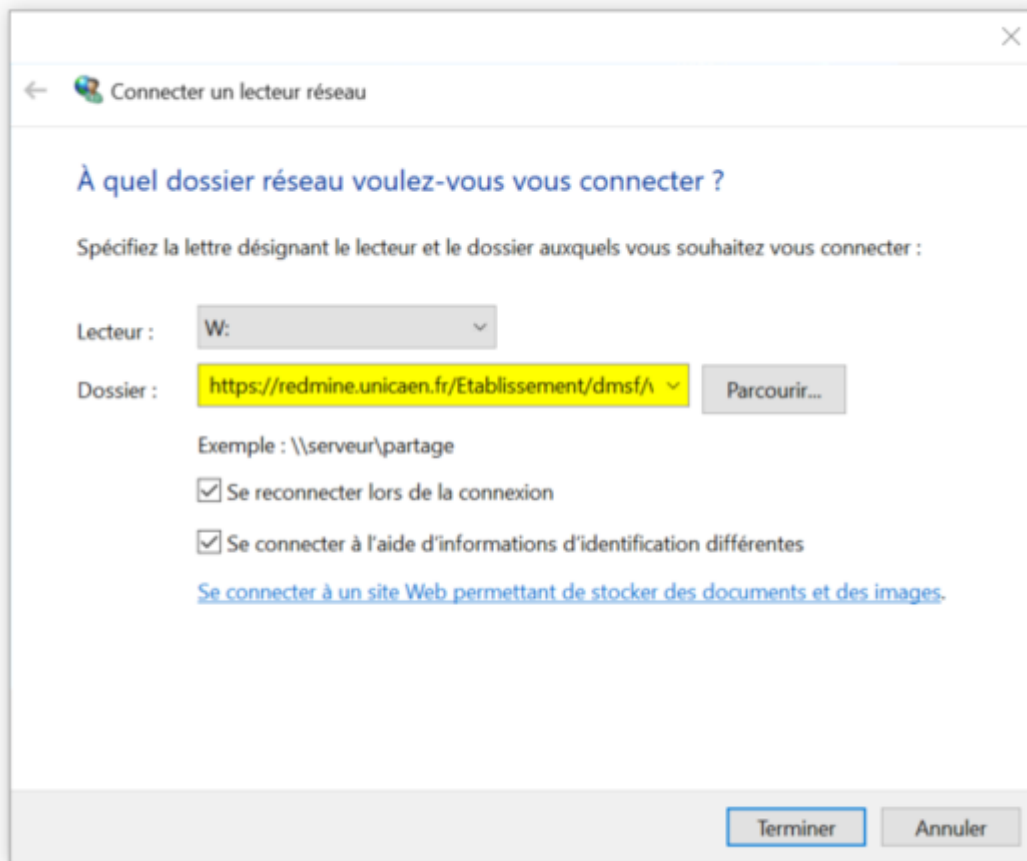 Connecter un lecteur réseau
À quel dossier réseau voulez-vous vous connecter ?
Spécifiez la lettre désignant le lecteur et le dossier auxquels vous souhaitez vous connecter :
Lecteur : W:
Dossier : https://redmine.unicaen.fr/Etablissement/dmsf/ Parcourir...
Exemple : \\serveur\partage
Se reconnecter lors de la connexion
Se connecter à l'aide d'informations d'identification différentes
Se connecter à un site Web permettant de stocker des documents et des images.
Terminer Annuler